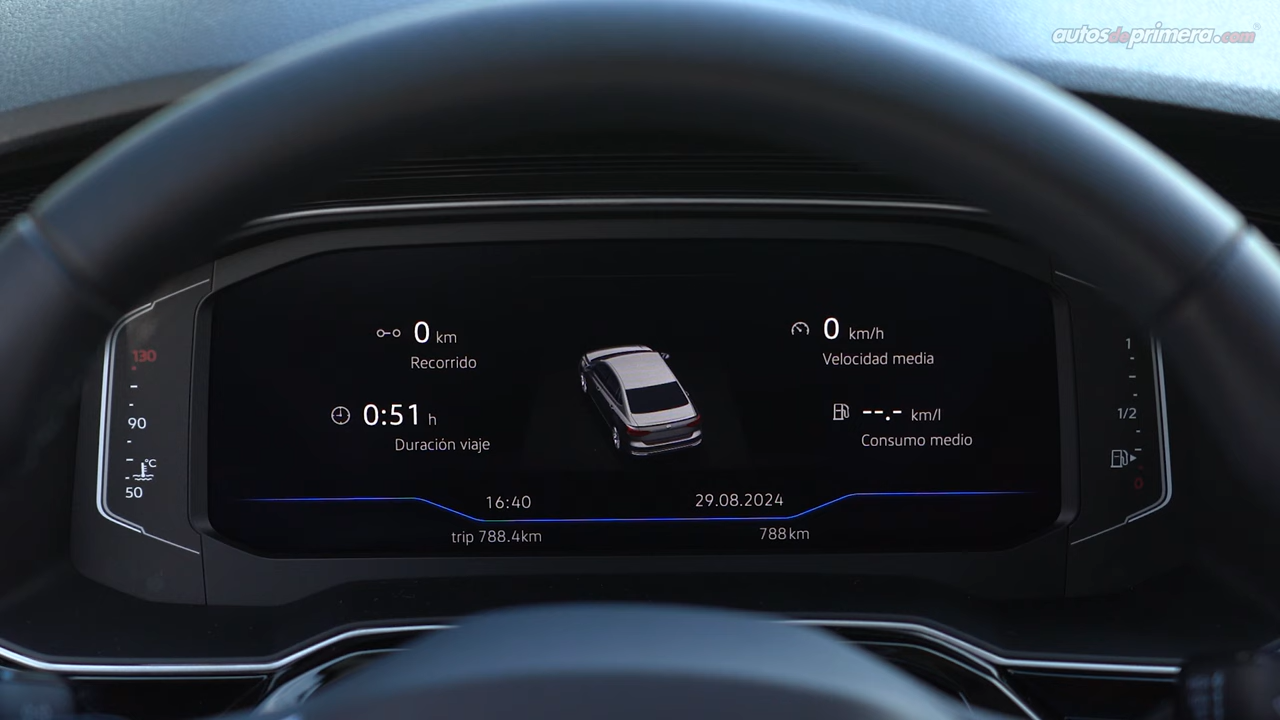 autosdeprimera.com
0 km
Recorrido
0 km/h
Velocidad media
0:51 h
Duración viaje
--.- km/l
Consumo medio
130
90
°C
50
1
1/2
0
16:40
29.08.2024
trip 788.4km
788km